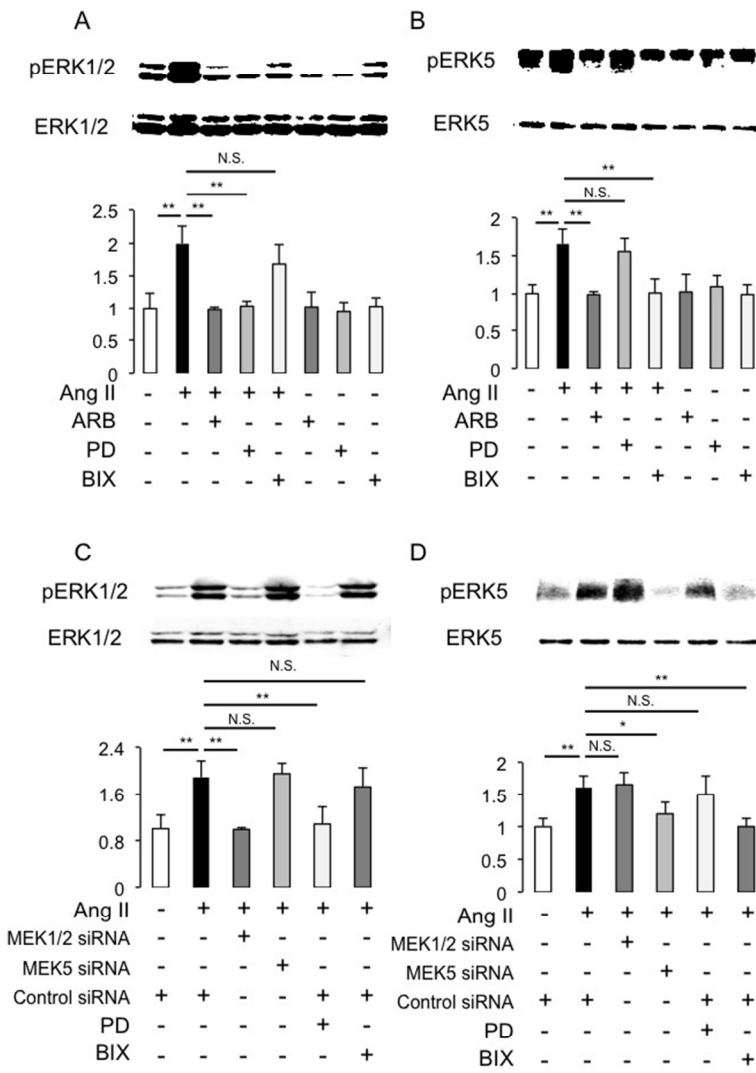 A
pERK1/2
ERK1/2
N.S.
**
** **
2.5
2
1.5
1
0.5
0
Ang II - + + + + - - -
ARB - - + - - + - -
PD - - - + - - + -
BIX - - - - + - - +
B
pERK5
ERK5
**
N.S.
** **
2
1.5
1
0.5
0
Ang II - + + + + - - -
ARB - - + - - + - -
PD - - - + - - + -
BIX - - - - + - - +
C
pERK1/2
ERK1/2
N.S.
**
N.S.
** **
2.4
1.6
0.8
0
Ang II - + + + + +
MEK1/2 siRNA - - + - - -
MEK5 siRNA - - - + - -
Control siRNA + + - - + +
PD - - - - + -
BIX - - - - - +
D
pERK5
ERK5
**
N.S.
*
** N.S.
2
1.5
1
0.5
0
Ang II - + + + + +
MEK1/2 siRNA - - + - - -
MEK5 siRNA - - - + - -
Control siRNA + + - - + +
PD - - - - + -
BIX - - - - - +